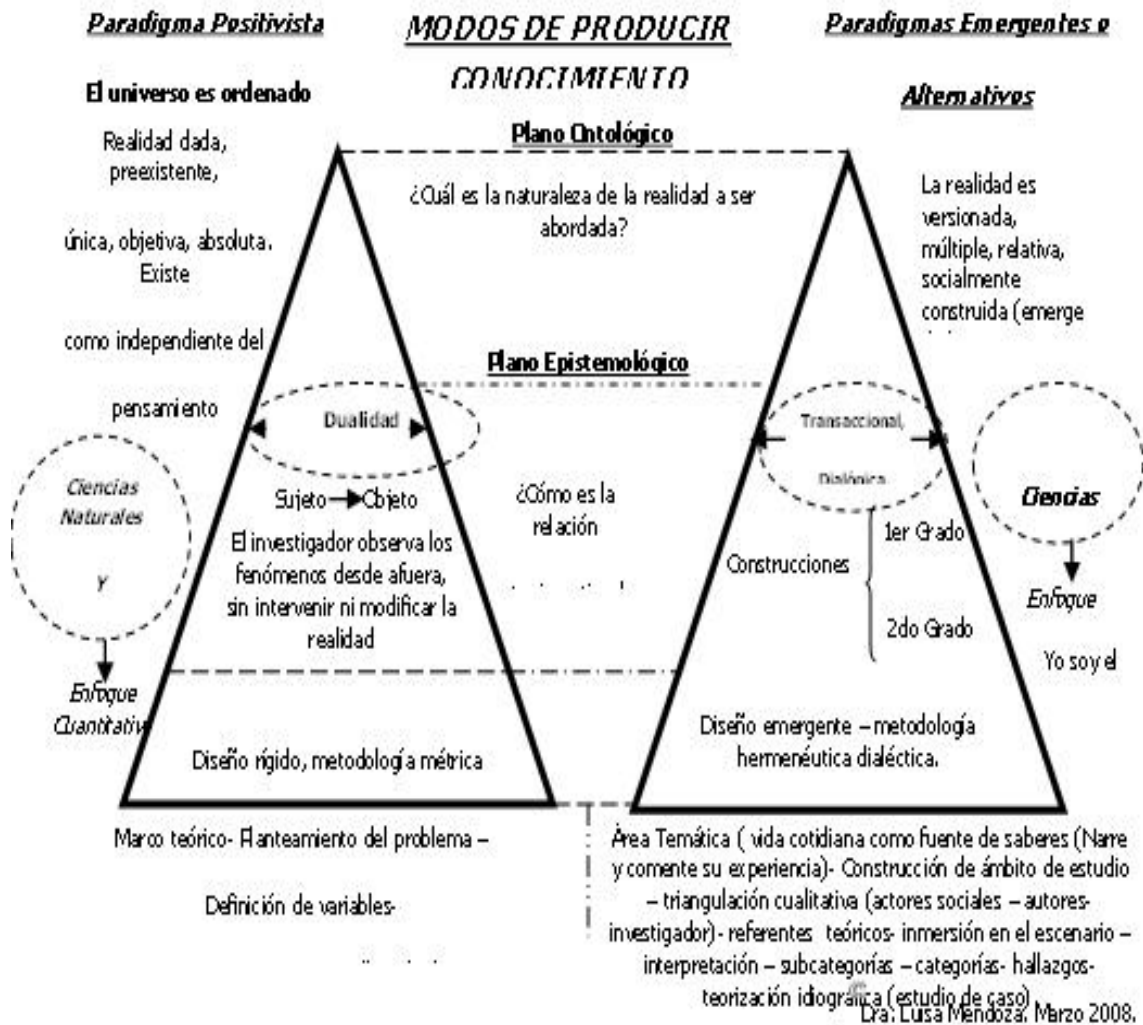 Paradigma Positivista
El universo es ordenado
Realidad dada,
preexistente,
única, objetiva, absoluta.
Existe
como independiente del
pensamiento
Ciencias
Naturales
Y
Enfoque
MODOS DE PRODUCIR
CONOCIMIENTO
Plano Ontológico
¿Cuál es la naturaleza de la realidad a ser
abordada?
Plano Epistemológico
¿Cómo es la
relación
Dualidad
Sujeto Objeto
El investigador observa los
fenómenos desde afuera,
sin intervenir ni modificar la
realidad
Diseño rígido, metodología métrica
Marco teórico- Planteamiento del problema –
Definición de variables-
Paradigmas Emergentes o
Alternativos
La realidad es
versionada,
múltiple, relativa,
socialmente
construida (emerge
Transaccional,
Construcciones
1er Grado
2do Grado
Ciencias
Enfoque
Yo soy el
Diseño emergente – metodología
hermenéutica dialéctica.
Área Temática ( vida cotidiana como fuente de saberes (Narre
y comente su experiencia)- Construcción de ámbito de estudio
– triangulación cualitativa (actores sociales – autores-
investigador)- referentes teóricos- inmersión en el escenario –
interpretación – subcategorías – categorías- hallazgos-
teorización idiografica (estudio de caso)
Dra. Luisa Mendoza. Marzo 2008.